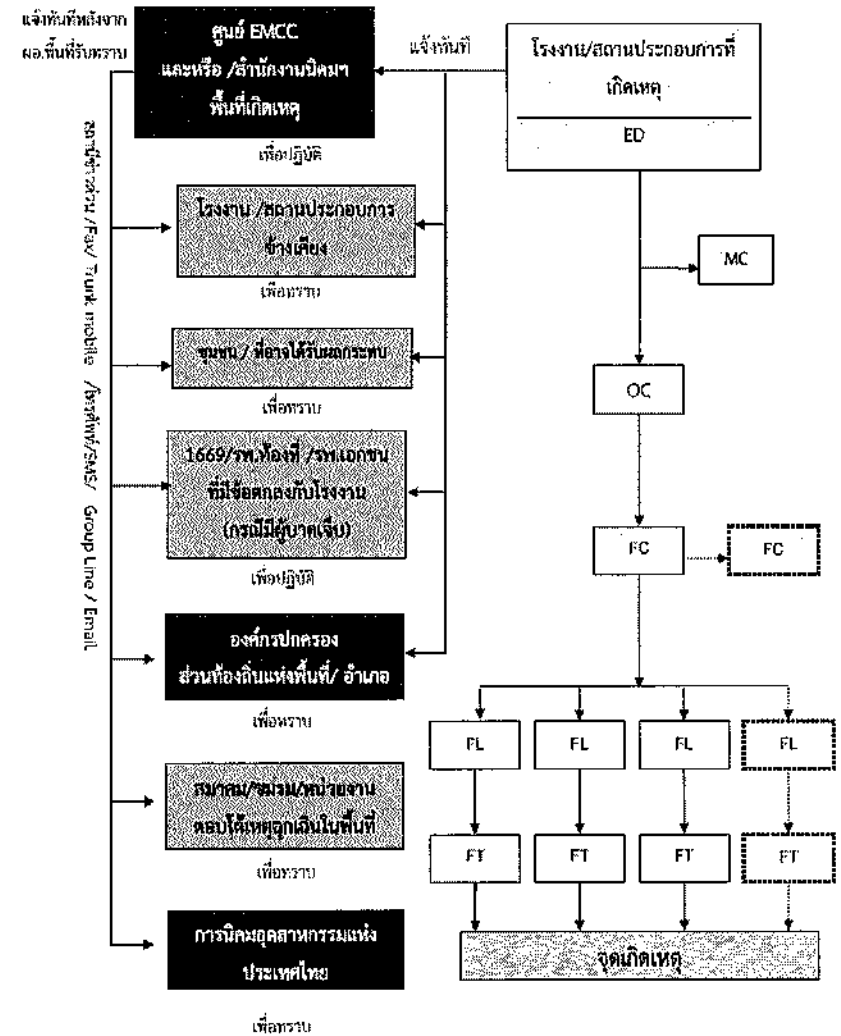 แจ้งทันทีหลังจาก
ผอ.พื้นที่รับทราบ
ศูนย์ EMCC
และหรือ /สำนักงานนิคมฯ
พื้นที่เกิดเหตุ
เพื่อปฏิบัติ
แจ้งทันที
โรงงาน/สถานประกอบการที่
เกิดเหตุ
ED
โรงงาน /สถานประกอบการ
ข้างเคียง
เพื่อทราบ
ชุมชน / ที่อาจได้รับผลกระทบ
เพื่อทราบ
1669/รพ.ท้องที่ /รพ.เอกชน
ที่มีข้อตกลงกับโรงงาน
(กรณีมีผู้บาดเจ็บ)
เพื่อปฏิบัติ
องค์กรปกครอง
ส่วนท้องถิ่นแห่งพื้นที่/ อำเภอ
เพื่อทราบ
สมาคม/ชมรม/หน่วยงาน
ตอบโต้เหตุฉุกเฉินในพื้นที่
เพื่อทราบ
การนิคมอุตสาหกรรมแห่ง
ประเทศไทย
เพื่อทราบ
/Fax/ Trunk mobile /โทรศัพท์/SMS/ Group Line / Email
MC
OC
FC
FC
FL
FL
FL
FL
FT
FT
FT
FT
จุดเกิดเหตุ